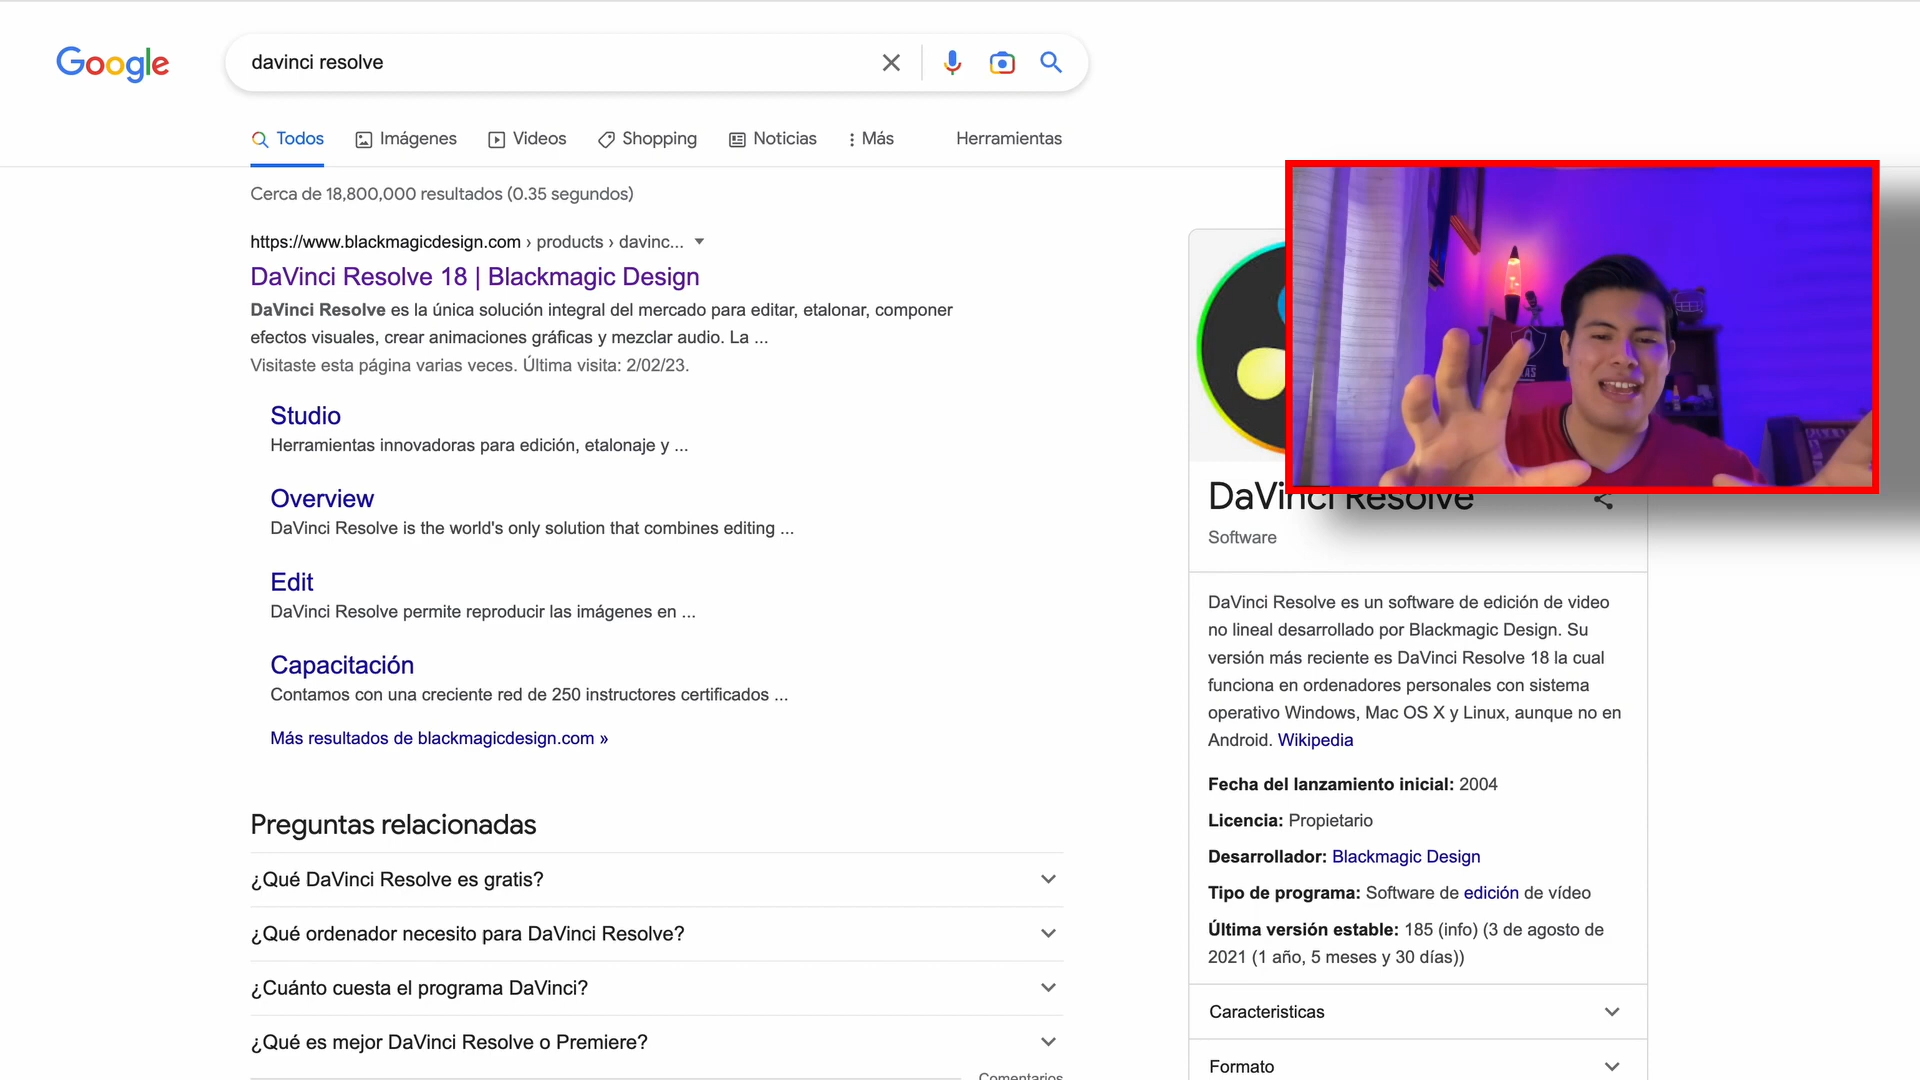 Google
davinci resolve
Todos
Imágenes
Videos
Shopping
Noticias
Más
Herramientas
Cerca de 18,800,000 resultados (0.35 segundos)
https://www.blackmagicdesign.com › products › davinc...
DaVinci Resolve 18 | Blackmagic Design
DaVinci Resolve es la única solución integral del mercado para editar, etalonar, componer
efectos visuales, crear animaciones gráficas y mezclar audio. La ...
Visitaste esta página varias veces. Última visita: 2/02/23.
Studio
Herramientas innovadoras para edición, etalonaje y ...
Overview
DaVinci Resolve is the world's only solution that combines editing ...
Edit
DaVinci Resolve permite reproducir las imágenes en ...
Capacitación
Contamos con una creciente red de 250 instructores certificados ...
Más resultados de blackmagicdesign.com »
Preguntas relacionadas
¿Qué DaVinci Resolve es gratis?
¿Qué ordenador necesito para DaVinci Resolve?
¿Cuánto cuesta el programa DaVinci?
¿Qué es mejor DaVinci Resolve o Premiere?
Comentarios
DaVinci Resolve
Software
DaVinci Resolve es un software de edición de video
no lineal desarrollado por Blackmagic Design. Su
versión más reciente es DaVinci Resolve 18 la cual
funciona en ordenadores personales con sistema
operativo Windows, Mac OS X y Linux, aunque no en
Android. Wikipedia
Fecha del lanzamiento inicial: 2004
Licencia: Propietario
Desarrollador: Blackmagic Design
Tipo de programa: Software de edición de vídeo
Última versión estable: 185 (info) (3 de agosto de
2021 (1 año, 5 meses y 30 días))
Caracteristicas
Formato